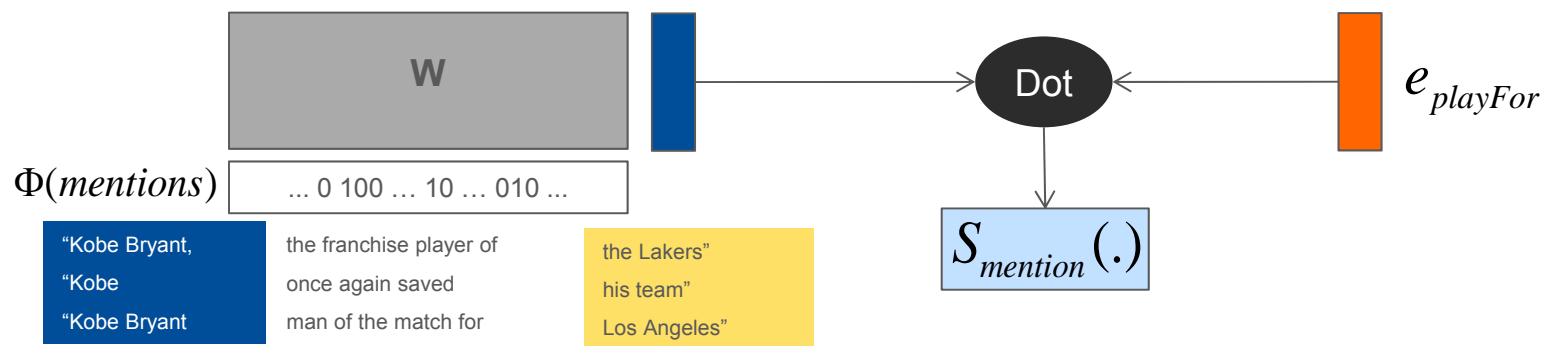 W
Dot
e_playFor
Φ(mentions)
... 0 100 … 10 … 010 ...
S_mention(.)
“Kobe Bryant, the franchise player of the Lakers”
“Kobe once again saved his team”
“Kobe Bryant man of the match for Los Angeles”